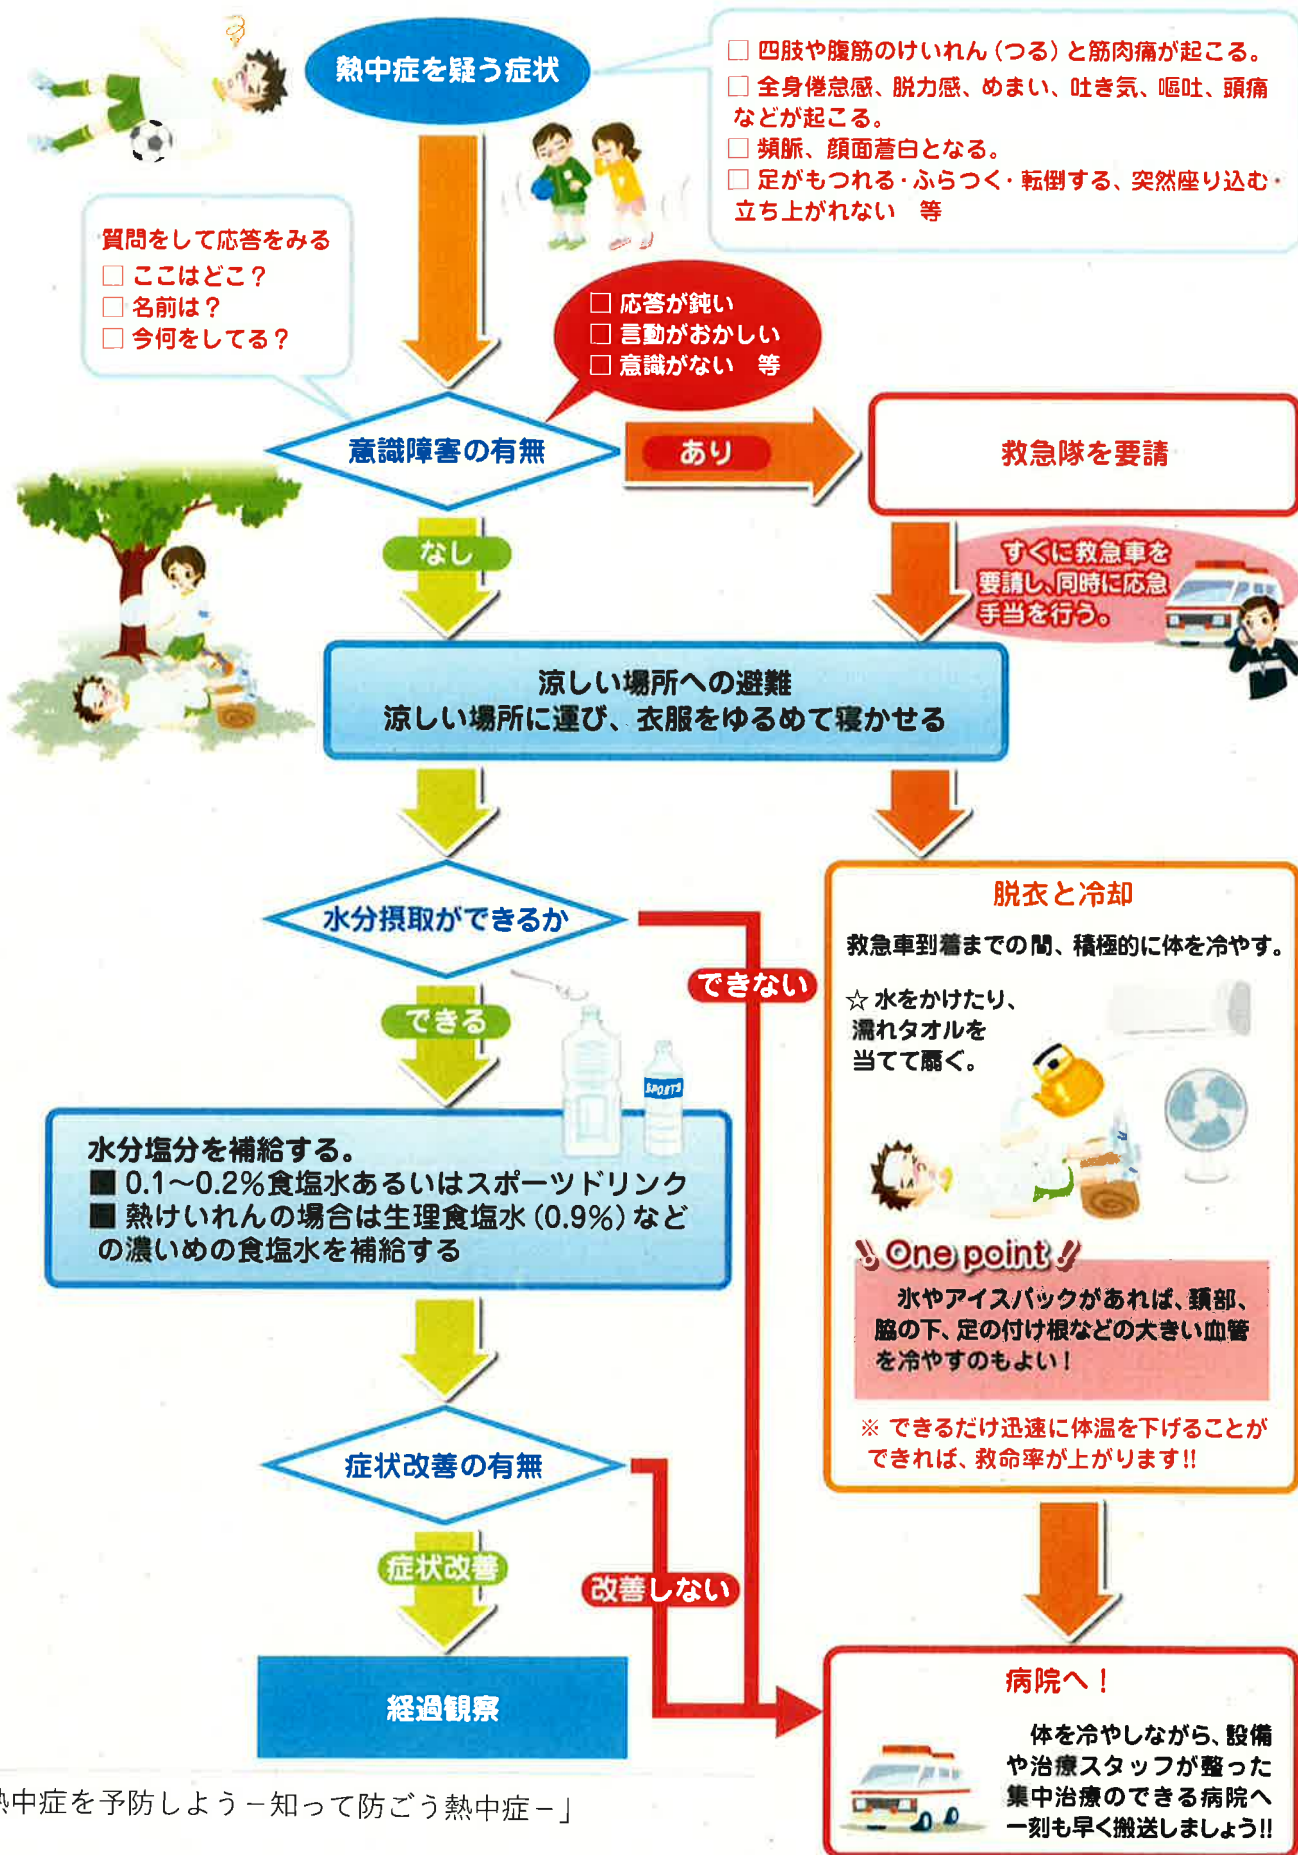 熱中症を疑う症状
□ 四肢や腹筋のけいれん(つる)と筋肉痛が起こる。
□ 全身倦怠感、脱力感、めまい、吐き気、嘔吐、頭痛
などが起こる。
□ 頻脈、顔面蒼白となる。
□ 足がもつれる・ふらつく・転倒する、突然座り込む・
立ち上がれない 等
質問をして応答をみる
□ ここはどこ?
□ 名前は?
□ 今何をしてる?
□ 応答が鈍い
□ 言動がおかしい
□ 意識がない 等
意識障害の有無
あり
救急隊を要請
なし
すぐに救急車を
要請し、同時に応急
手当を行う。
涼しい場所への避難
涼しい場所に運び、衣服をゆるめて寝かせる
水分摂取ができるか
できない
できる
SPORTS
水分塩分を補給する。
■ 0.1~0.2%食塩水あるいはスポーツドリンク
■ 熱けいれんの場合は生理食塩水(0.9%)など
の濃いめの食塩水を補給する
脱衣と冷却
救急車到着までの間、積極的に体を冷やす。
☆ 水をかけたり、
濡れタオルを
当てて扇ぐ。
One point
氷やアイスパックがあれば、頸部、
脇の下、足の付け根などの大きい血管
を冷やすのもよい!
※ できるだけ迅速に体温を下げることが
できれば、救命率が上がります!!
症状改善の有無
症状改善
改善しない
経過観察
病院へ!
体を冷やしながら、設備
や治療スタッフが整った
集中治療のできる病院へ
一刻も早く搬送しましょう!!
中症を予防しよう-知って防ごう熱中症-」